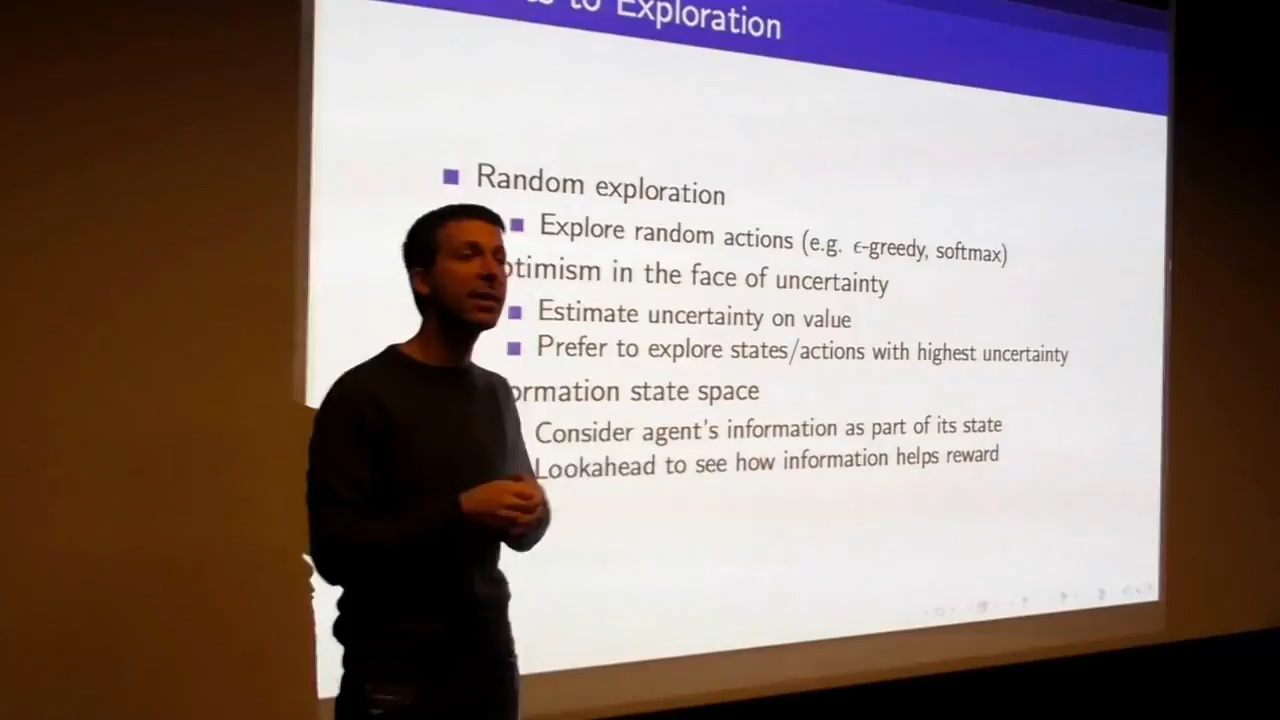 to Exploration
Random exploration
Explore random actions (e.g. ϵ-greedy, softmax)
ptimism in the face of uncertainty
Estimate uncertainty on value
Prefer to explore states/actions with highest uncertainty
ormation state space
Consider agent's information as part of its state
Lookahead to see how information helps reward